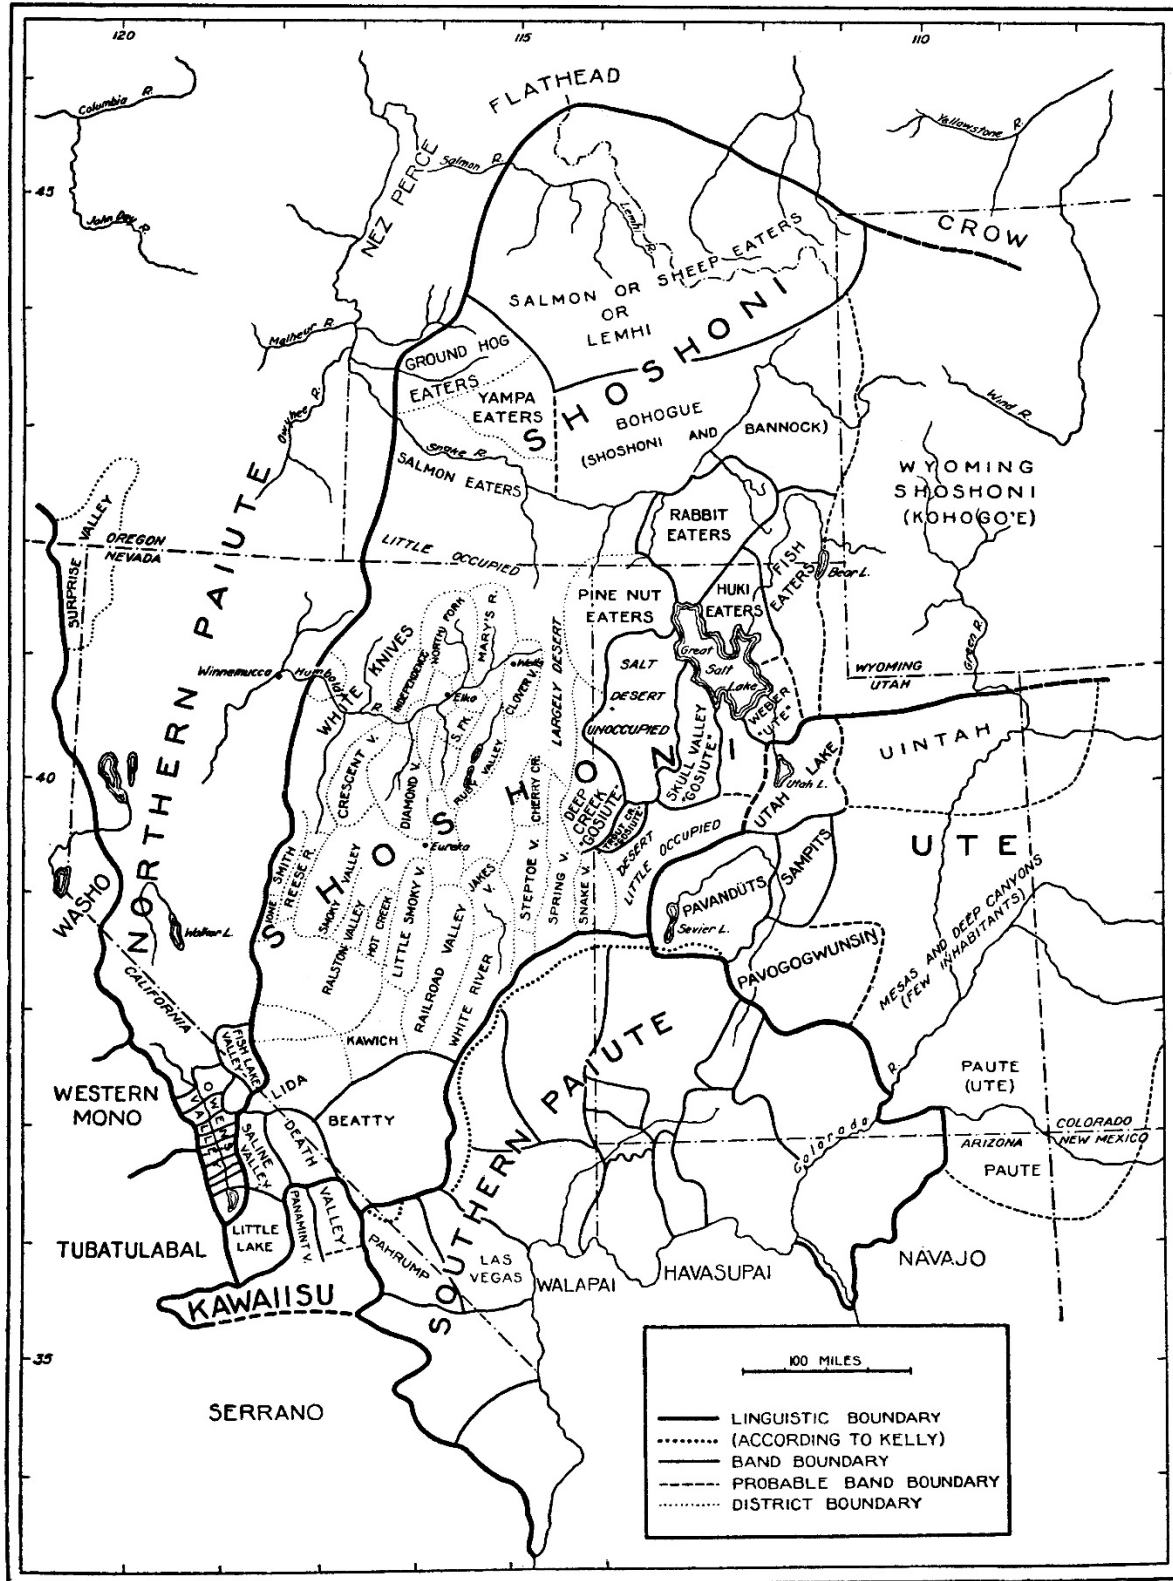 120
115
110
FLATHEAD
Columbia R.
Yellowstone R.
Salmon R.
45
NEZ PERCE
John Day R.
Lemhi R.
CROW
SALMON OR SHEEP EATERS
OR
LEMHI
SHOSHONI
Malheur R.
GROUND HOG
EATERS
YAMPA
EATERS
BOHOGUE
(SHOSHONI AND BANNOCK)
Owyhee R.
Wind R.
Snake R.
SALMON EATERS
WYOMING
SHOSHONI
(KOHOGO'E)
SURPRISE VALLEY
NORTHERN PAIUTE
RABBIT
EATERS
OREGON
NEVADA
LITTLE OCCUPIED
FISH EATERS
Bear L.
PINE NUT
EATERS
HUKI
EATERS
Green R.
WHITE KNIVES
INDEPENDENCE
NORTH FORK
MARY'S R.
Wells
CLOVER V.
LARGELY DESERT
SALT
DESERT
UNOCCUPIED
Great
Salt
Lake
WYOMING
UTAH
Winnemucca
Humboldt R.
Elko
S. FK.
RUBY VALLEY
WEBER
"UTE"
SKULL VALLEY
"GOSIUTE"
UINTAH
40
CRESCENT V.
DIAMOND V.
CHERRY CR.
DEEP
CREEK
"GOSIUTE"
TROUT CR.
"GOSIUTE"
UTAH LAKE
Utah L.
SHOSHONI
Eureka
DESERT
LITTLE OCCUPIED
UTE
SAMPITS
PAVANDÜTS
Sevier L.
WASHO
SMITH
REESE R.
SMOKY VALLEY
RALSTON VALLEY
HOT CREEK
LITTLE SMOKY V.
JAKES V.
STEPTOE V.
SPRING V.
SNAKE V.
Walker L.
RAILROAD VALLEY
WHITE RIVER
PAVOGOGWUNSIN
MESAS AND DEEP CANYONS
(FEW INHABITANTS)
CALIFORNIA
KAWICH
FISH LAKE
VALLEY
LIDA
WESTERN
MONO
OWENS
VALLEY
BEATTY
SOUTHERN PAIUTE
PAUTE
(UTE)
COLORADO
NEW MEXICO
ARIZONA
PAUTE
Colorado R.
SALINE
VALLEY
DEATH
VALLEY
PANAMINT V.
LITTLE
LAKE
TUBATULABAL
PAHRUMP
LAS
VEGAS
WALAPAI
HAVASUPAI
NAVAJO
KAWAIISU
35
SERRANO
100 MILES
LINGUISTIC BOUNDARY
(ACCORDING TO KELLY)
BAND BOUNDARY
PROBABLE BAND BOUNDARY
DISTRICT BOUNDARY